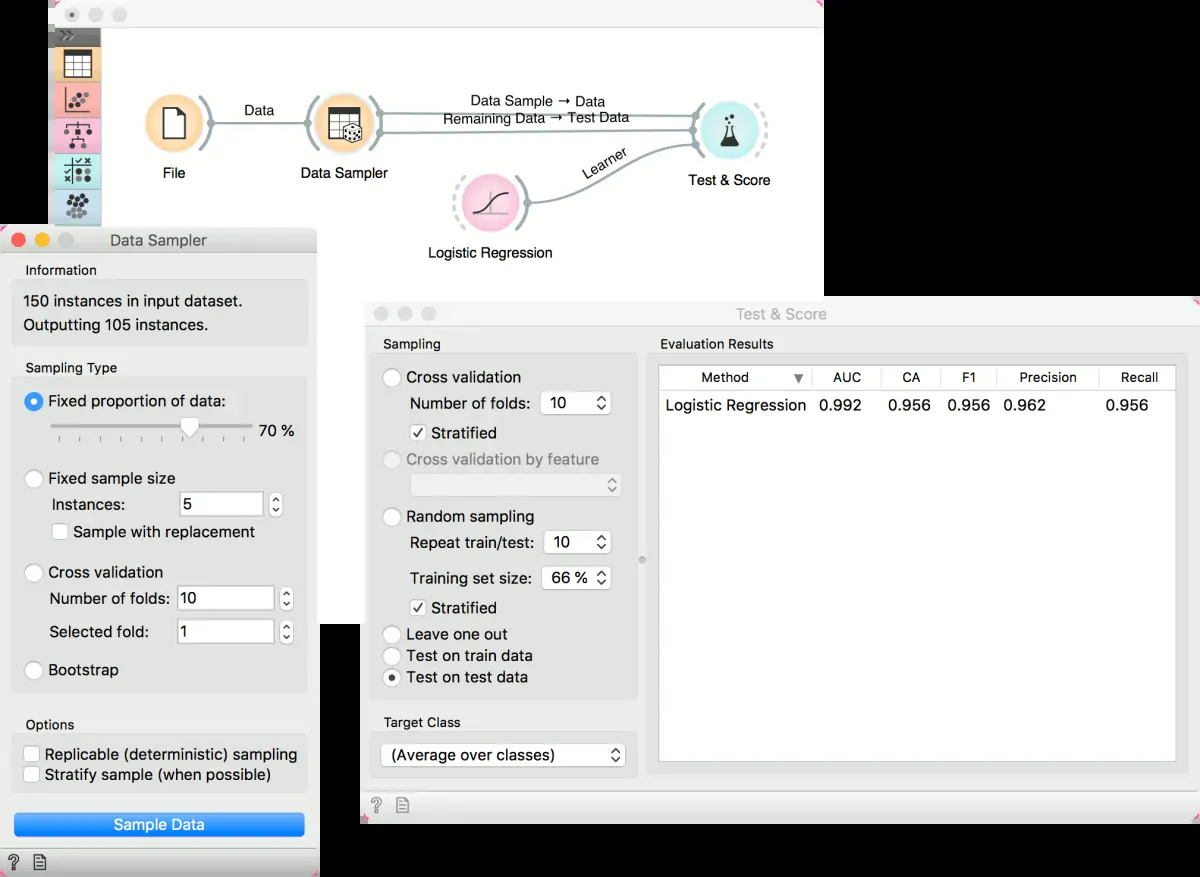 Data
Data Sample → Data
Remaining Data → Test Data
Learner
File
Data Sampler
Test & Score
Logistic Regression
Data Sampler
Information
150 instances in input dataset.
Outputting 105 instances.
Sampling Type
Fixed proportion of data:
70 %
Fixed sample size
Instances: 5
Sample with replacement
Cross validation
Number of folds: 10
Selected fold: 1
Bootstrap
Options
Replicable (deterministic) sampling
Stratify sample (when possible)
Sample Data
?
Test & Score
Sampling
Cross validation
Number of folds: 10
Stratified
Cross validation by feature
Random sampling
Repeat train/test: 10
Training set size: 66 %
Stratified
Leave one out
Test on train data
Test on test data
Target Class
(Average over classes)
?
Evaluation Results
Method AUC CA F1 Precision Recall
Logistic Regression 0.992 0.956 0.956 0.962 0.956